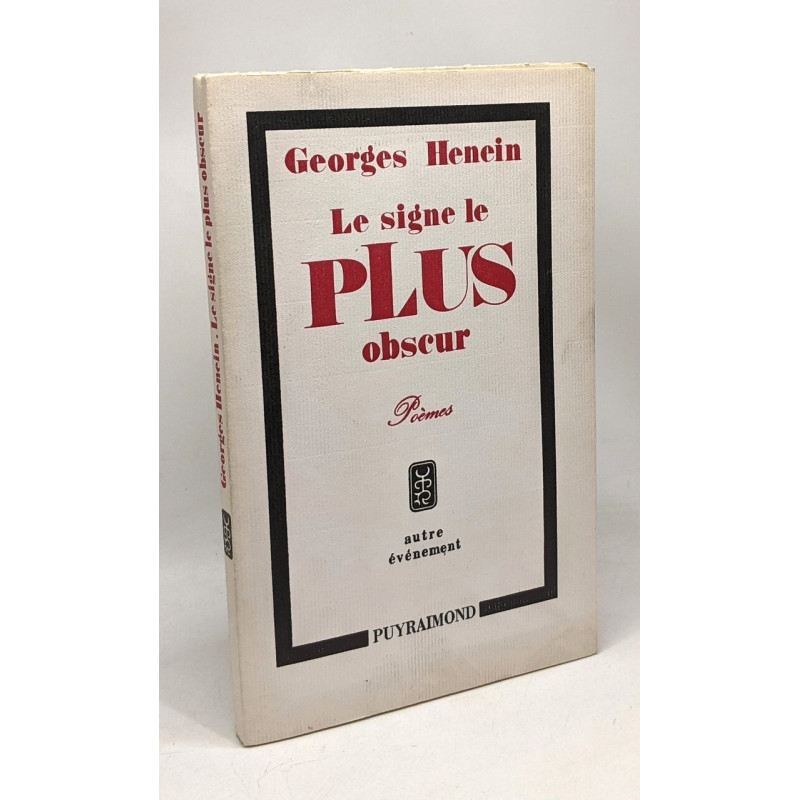 Georges Henein
Le signe le
PLUS
obscur
Poèmes
autre
événement
PUYRAIMOND
Georges Henein . Le signe le plus obscur